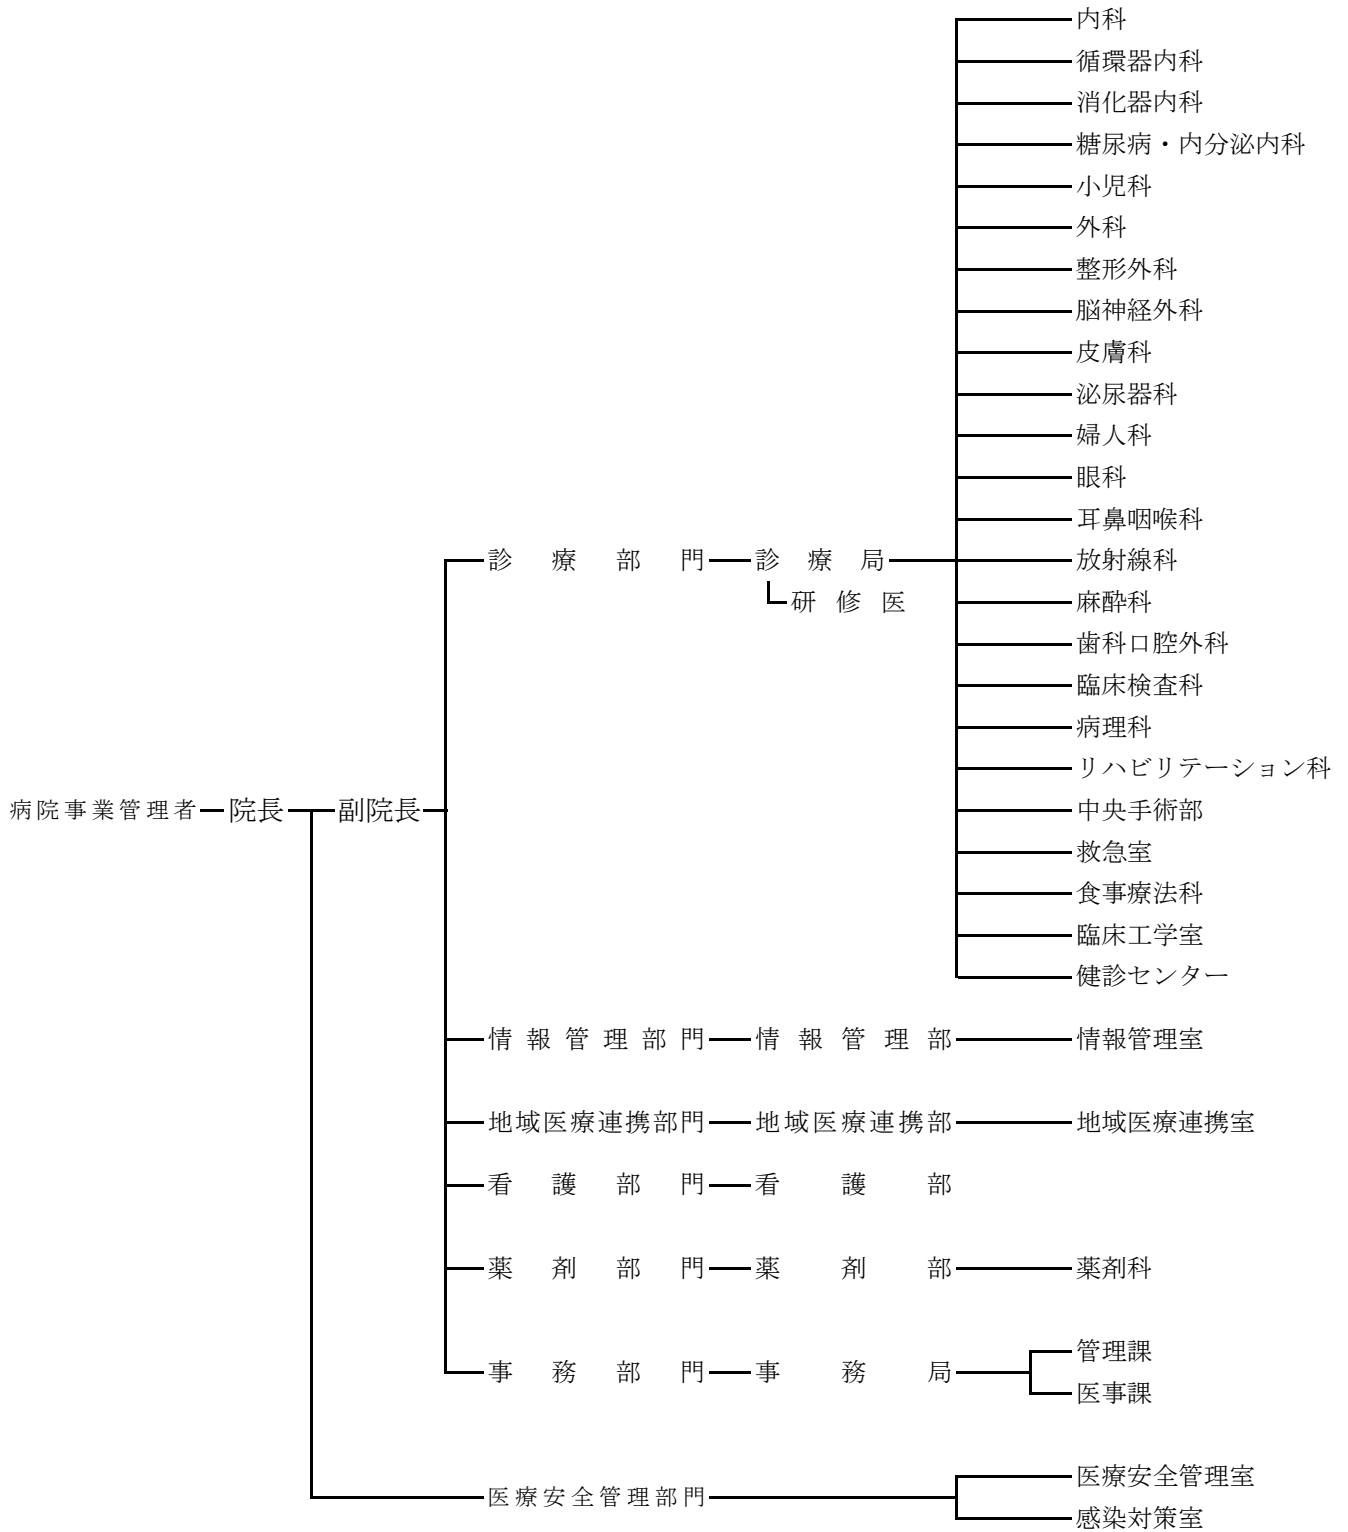 内科
循環器内科
消化器内科
糖尿病・内分泌内科
小児科
外科
整形外科
脳神経外科
皮膚科
泌尿器科
婦人科
眼科
耳鼻咽喉科
診療部門 診療局 放射線科
研修医 麻酔科
歯科口腔外科
臨床検査科
病理科
リハビリテーション科
病院事業管理者 院長 副院長 中央手術部
救急室
食事療法科
臨床工学室
健診センター
情報管理部門 情報管理部 情報管理室
地域医療連携部門 地域医療連携部 地域医療連携室
看護部門 看護部
薬剤部門 薬剤部 薬剤科
管理課
事務部門 事務局
医事課
医療安全管理室
医療安全管理部門
感染対策室